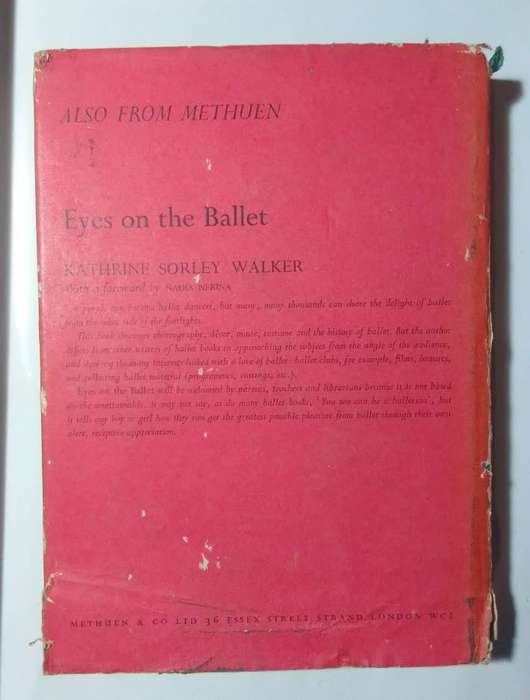 ALSO FROM METHUEN
Eyes on the Ballet
KATHRINE SORLEY WALKER
With a foreword by NADIA NERINA
people can become ballet dancers, but many, many thousands can share the delight of ballet
from the other side of the footlights.
This book discusses choreography, décor, music, costume and the history of ballet. But the author
differs from other writers of ballet books in approaching the subject from the angle of the audience,
and showing the many interests linked with a love of ballet: ballet clubs, for example, films, lectures,
and collecting ballet material (programmes, cuttings, etc.).
Eyes on the Ballet will be welcomed by parents, teachers and librarians because it is not based
on the unattainable. It may not say, as do many ballet books, 'You too can be a ballerina', but
it tells any boy or girl how they can get the greatest possible pleasure from ballet through their own
alert, receptive appreciation.
METHUEN & CO LTD 36 ESSEX STREET STRAND LONDON WC2